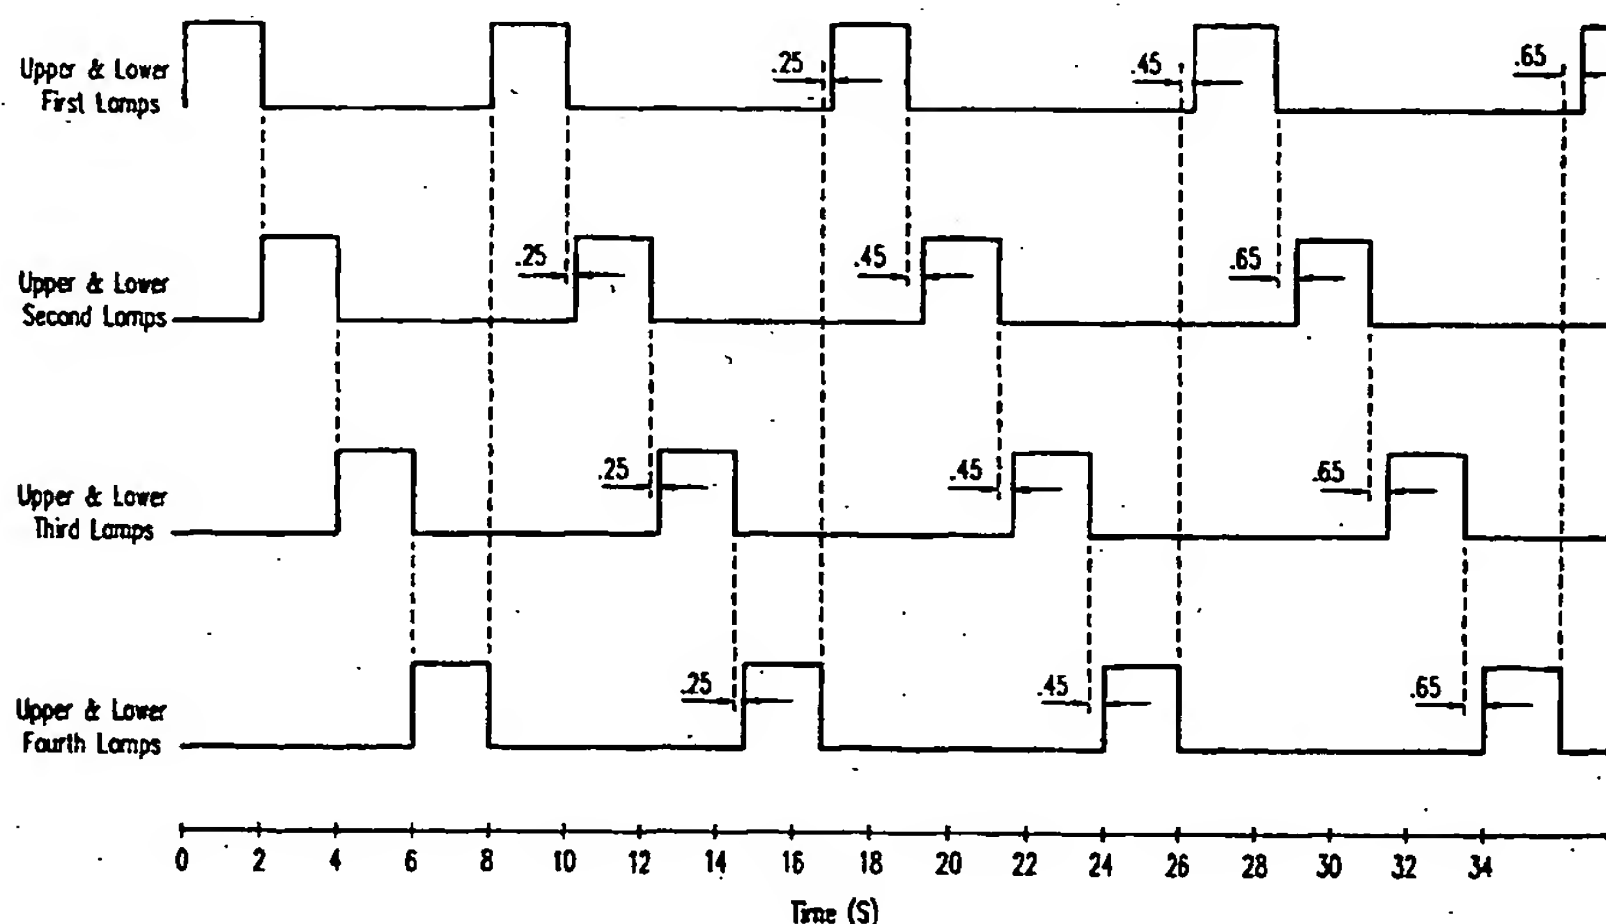 .25
.45
.65
Upper & Lower
First Lamps
.25
.45
.65
Upper & Lower
Second Lamps
.25
.45
.65
Upper & Lower
Third Lamps
.25
.45
.65
Upper & Lower
Fourth Lamps
0 2 4 6 8 10 12 14 16 18 20 22 24 26 28 30 32 34
Time (S)